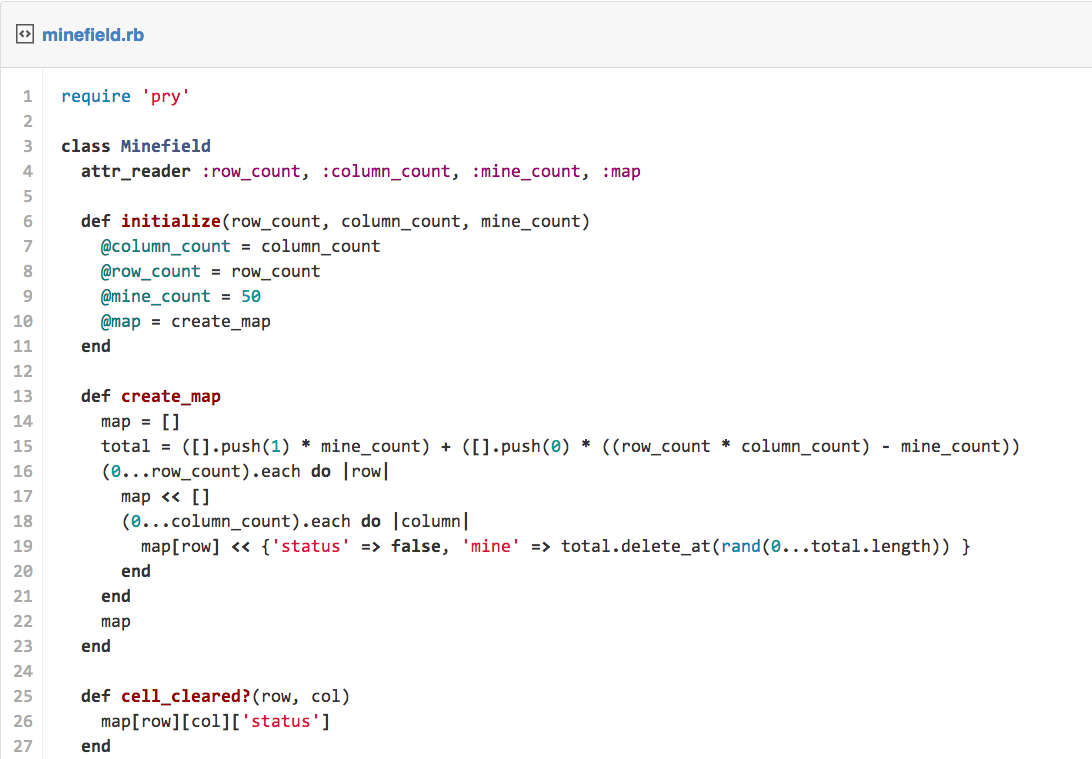 minefield.rb
1 require 'pry'
2
3 class Minefield
4   attr_reader :row_count, :column_count, :mine_count, :map
5
6   def initialize(row_count, column_count, mine_count)
7     @column_count = column_count
8     @row_count = row_count
9     @mine_count = 50
10     @map = create_map
11   end
12
13   def create_map
14     map = []
15     total = ([].push(1) * mine_count) + ([].push(0) * ((row_count * column_count) - mine_count))
16     (0...row_count).each do |row|
17       map << []
18       (0...column_count).each do |column|
19         map[row] << {'status' => false, 'mine' => total.delete_at(rand(0...total.length)) }
20       end
21     end
22     map
23   end
24
25   def cell_cleared?(row, col)
26     map[row][col]['status']
27   end